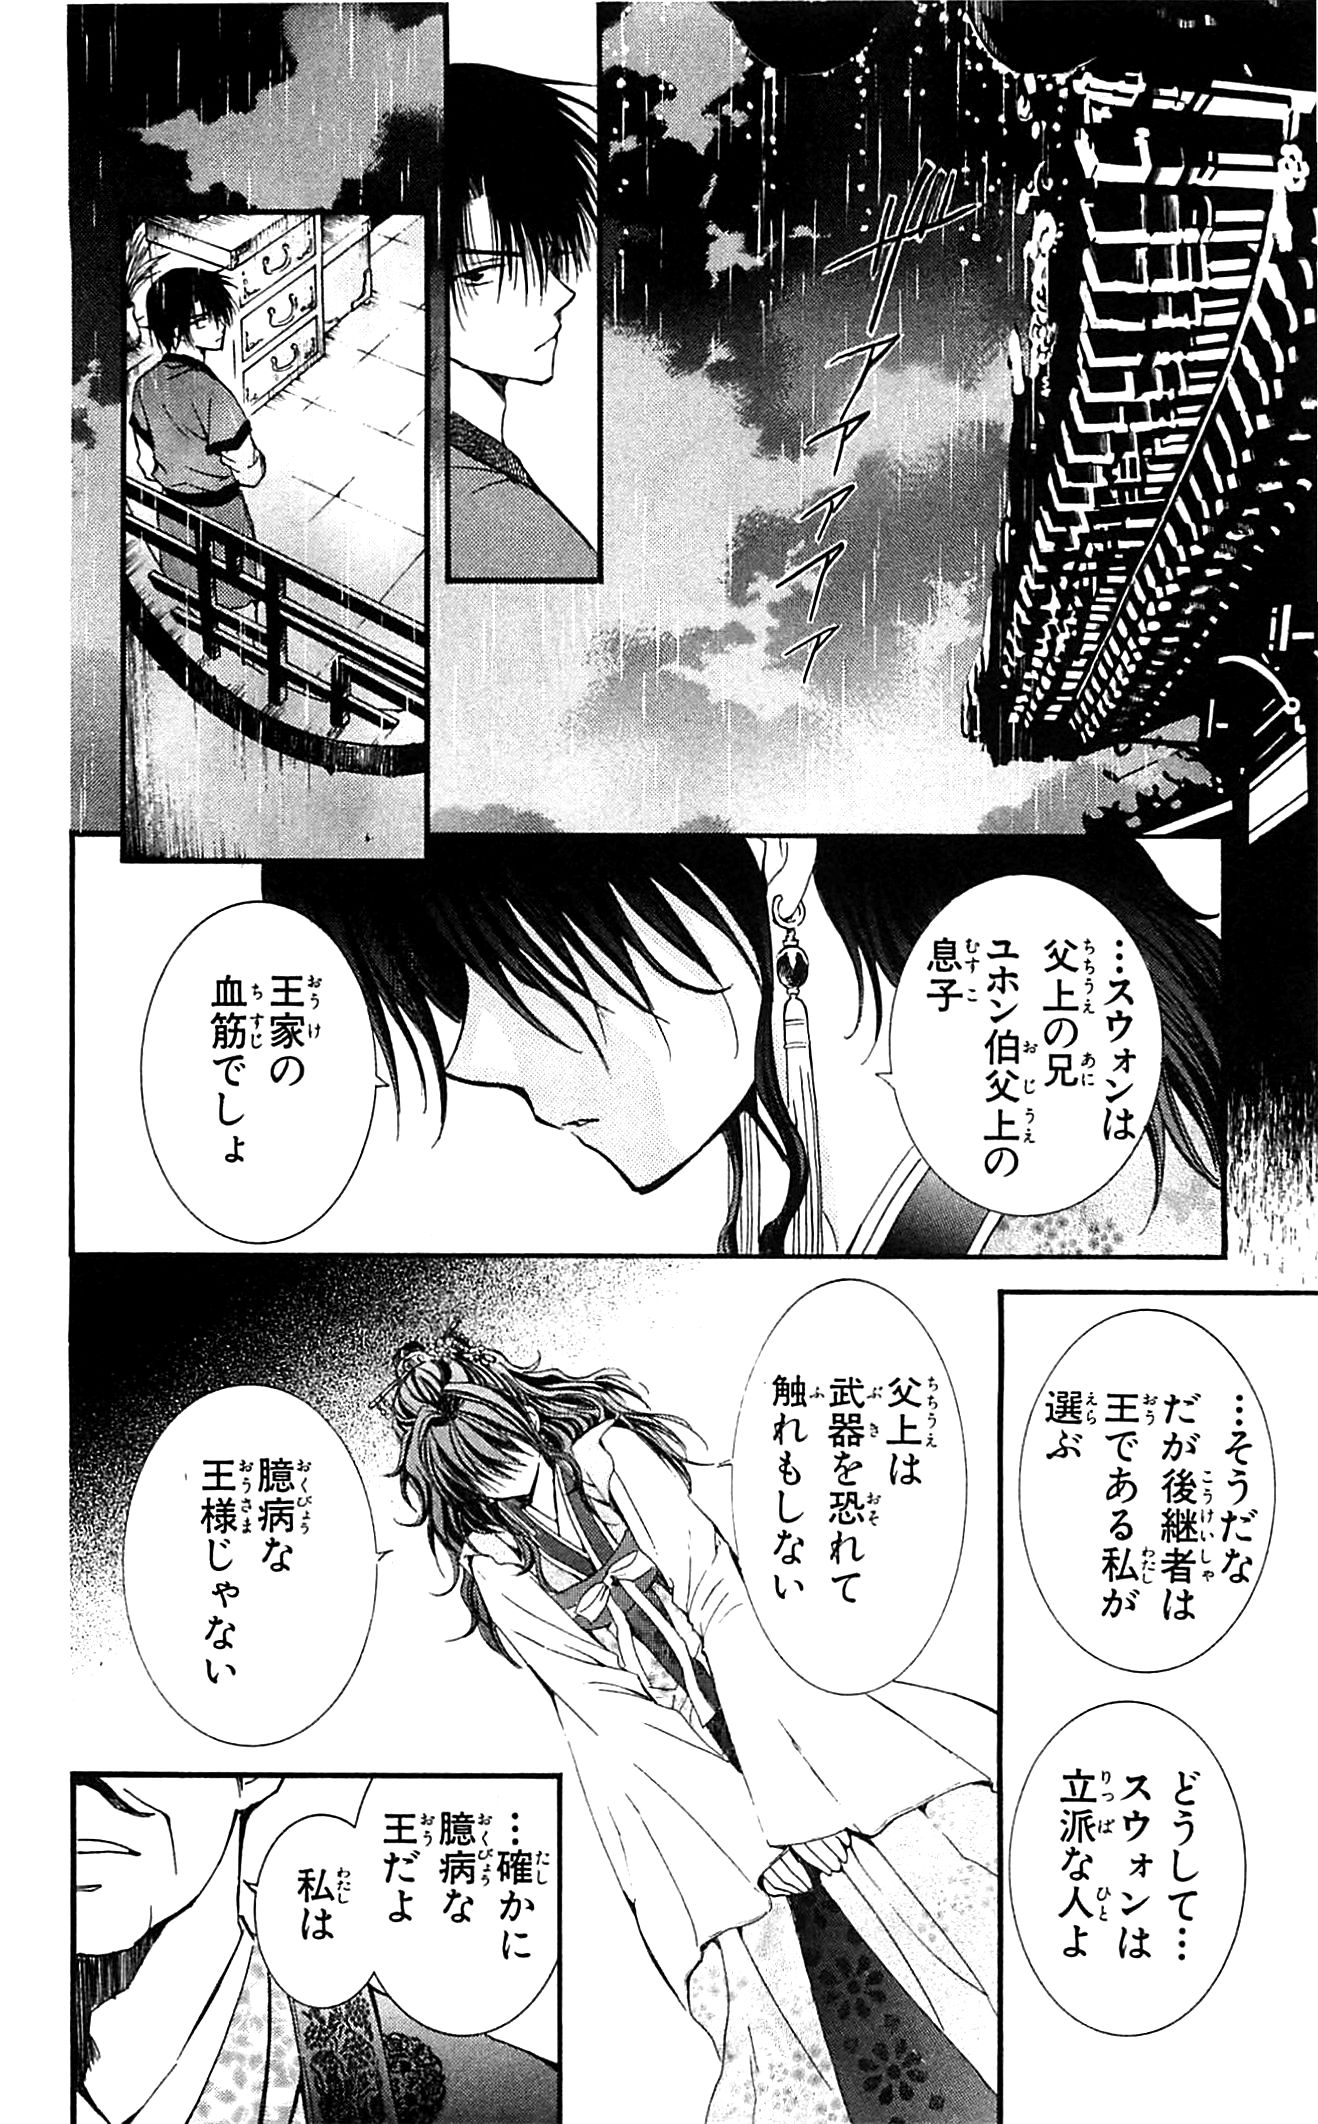 ザアアアアア
…スウォンは
父上の兄
ユホン伯父上の
息子
王家の
血筋でしょ
…そうだな
だが後継者は
王である私が
選ぶ
どうして…
スウォンは
立派な人よ
父上は
武器を恐れて
触れもしない
臆病な
王様じゃない
…確かに
臆病な
王だよ
私は